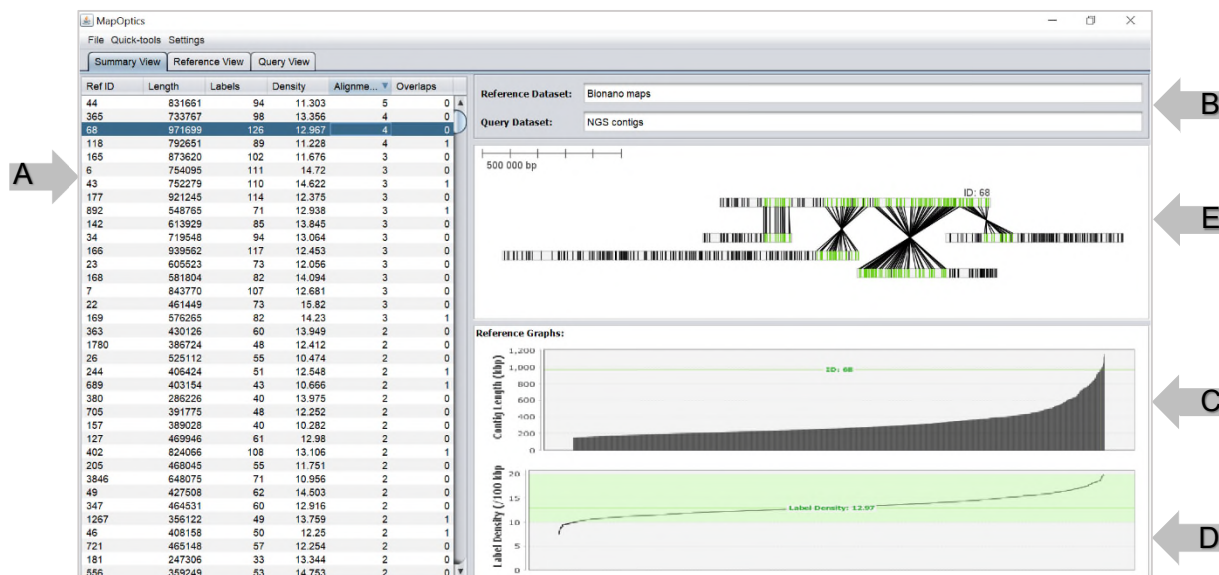 MapOptics
File Quick-tools Settings
Summary View Reference View Query View
Ref ID Length Labels Density Alignme... Overlaps
44 831661 94 11.303 5 0
365 733767 98 13.356 4 0
68 971699 126 12.967 4 0
118 792651 89 11.228 4 1
165 873620 102 11.676 3 0
6 754095 111 14.72 3 0
43 752279 110 14.622 3 1
177 921245 114 12.375 3 0
892 548765 71 12.938 3 1
142 613929 85 13.845 3 0
34 719548 94 13.064 3 0
166 939562 117 12.453 3 0
23 605523 73 12.056 3 0
168 581804 82 14.094 3 0
7 843770 107 12.681 3 0
22 461449 73 15.82 3 0
169 576265 82 14.23 3 1
363 430126 60 13.949 2 0
1780 386724 48 12.412 2 0
26 525112 55 10.474 2 0
244 406424 51 12.548 2 1
689 403154 43 10.666 2 1
380 286226 40 13.975 2 0
705 391775 48 12.252 2 0
157 389028 40 10.282 2 0
127 469946 61 12.98 2 0
402 824066 108 13.106 2 1
205 468045 55 11.751 2 0
3846 648075 71 10.956 2 0
49 427508 62 14.503 2 0
347 464531 60 12.916 2 0
1267 356122 49 13.759 2 1
46 408158 50 12.25 2 1
721 465148 57 12.254 2 0
181 247306 33 13.344 2 0
556 359249 53 14.753 2 0
A
Reference Dataset: Bionano maps
Query Dataset: NGS contigs
B
500 000 bp
ID: 68
E
Reference Graphs:
Contig Length (kbp)
1,200
1,000
800
600
400
200
0
ID: 68
C
Label Density (/100 kbp
20
15
10
5
0
Label Density: 12.97
D